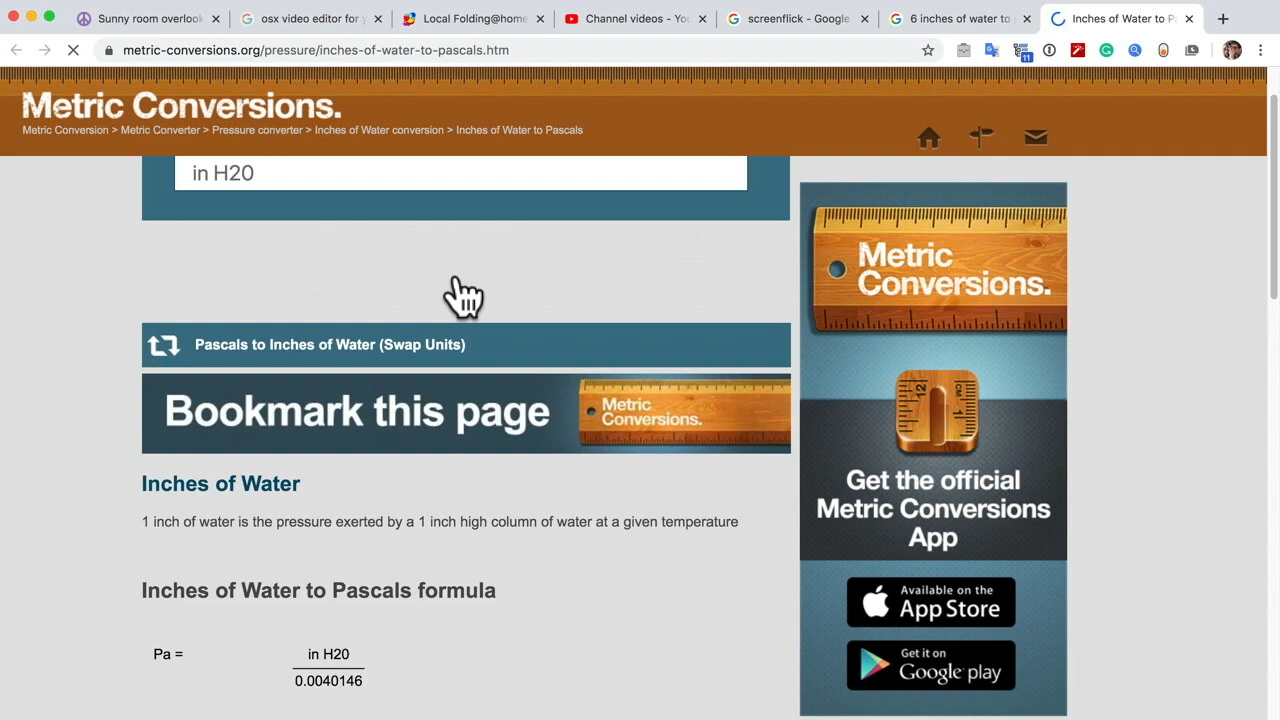 Sunny room overlook
osx video editor for y
Local Folding@home
Channel videos - You
screenflick - Google
6 inches of water to p
Inches of Water to P
metric-conversions.org/pressure/inches-of-water-to-pascals.htm
11
Metric Conversions.
Metric Conversion > Metric Converter > Pressure converter > Inches of Water conversion > Inches of Water to Pascals
in H20
Pascals to Inches of Water (Swap Units)
Bookmark this page
Metric
Conversions.
Inches of Water
1 inch of water is the pressure exerted by a 1 inch high column of water at a given temperature
Inches of Water to Pascals formula
Pa =
in H20
0.0040146
Metric
Conversions.
12
CM 1
Get the official
Metric Conversions
App
Available on the
App Store
Get it on
Google play